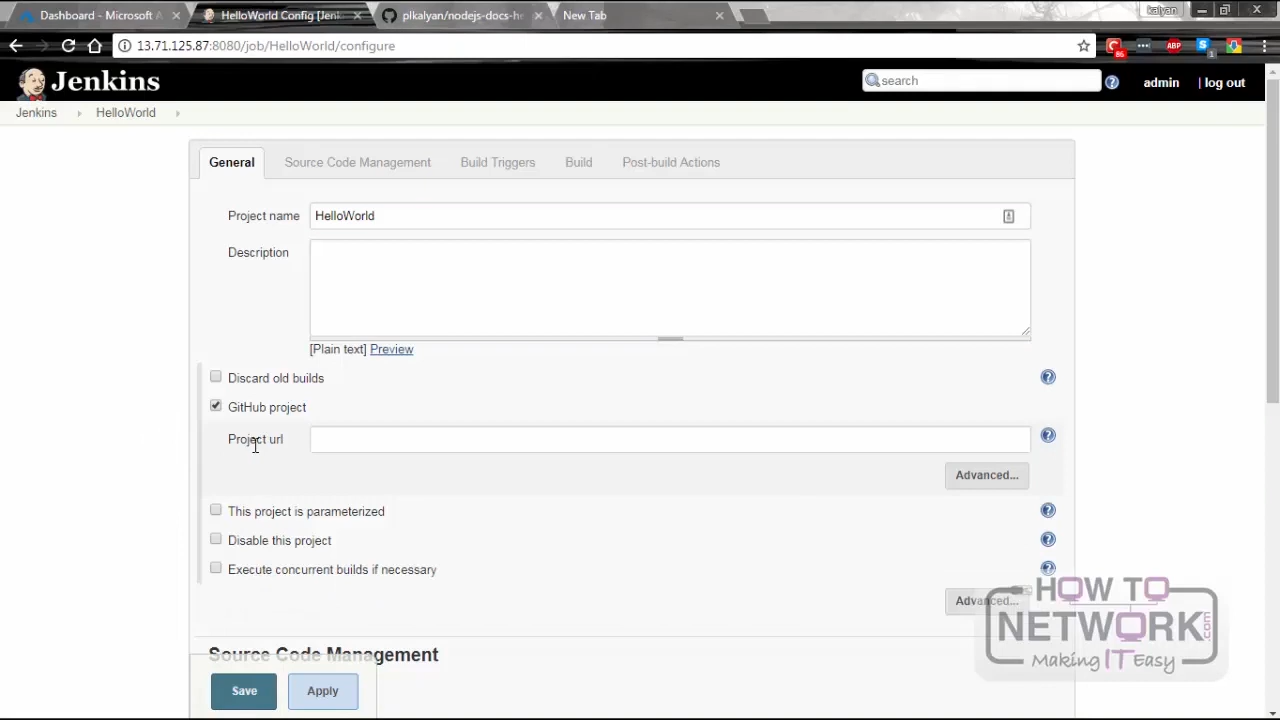 Dashboard - Microsoft A
HelloWorld Config [Jen
plkalyan/nodejs-docs-he
New Tab
kalyan
13.71.125.87:8080/job/HelloWorld/configure
86
ABP
1
Jenkins
search
admin
| log out
Jenkins
HelloWorld
General
Source Code Management
Build Triggers
Build
Post-build Actions
Project name
HelloWorld
Description
[Plain text] Preview
Discard old builds
GitHub project
Project url
Advanced...
This project is parameterized
Disable this project
Execute concurrent builds if necessary
Advanced...
Source Code Management
Save
Apply
HOW TO
NETWORK.com
Making IT Easy